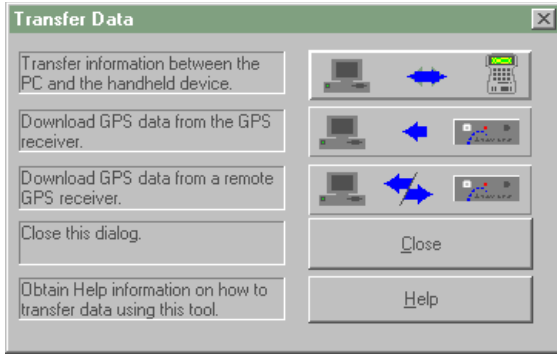 Transfer Data
Transfer information between the
PC and the handheld device.
Download GPS data from the GPS
receiver.
Download GPS data from a remote
GPS receiver.
Close this dialog.
Close
Obtain Help information on how to
transfer data using this tool.
Help